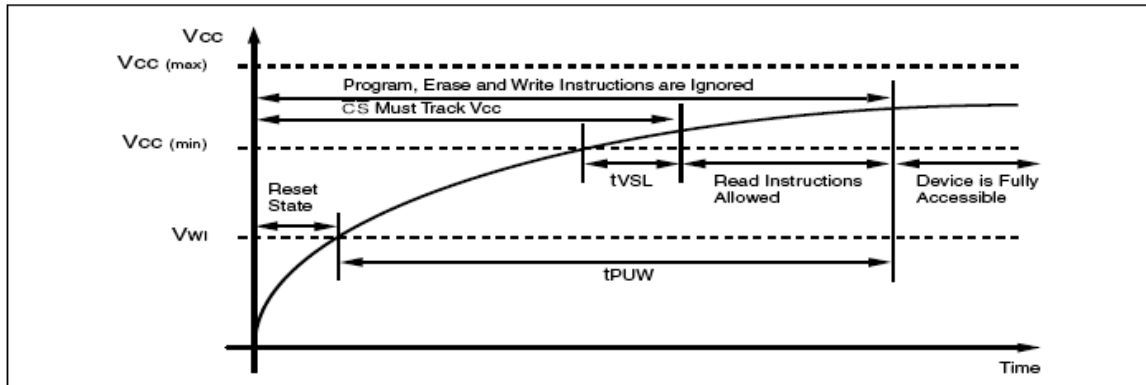 Vcc
Vcc (max)
Program, Erase and Write Instructions are Ignored
CS Must Track Vcc
Vcc (min)
tVSL
Read Instructions
Allowed
Device is Fully
Accessible
Reset
State
VWI
tPUW
Time